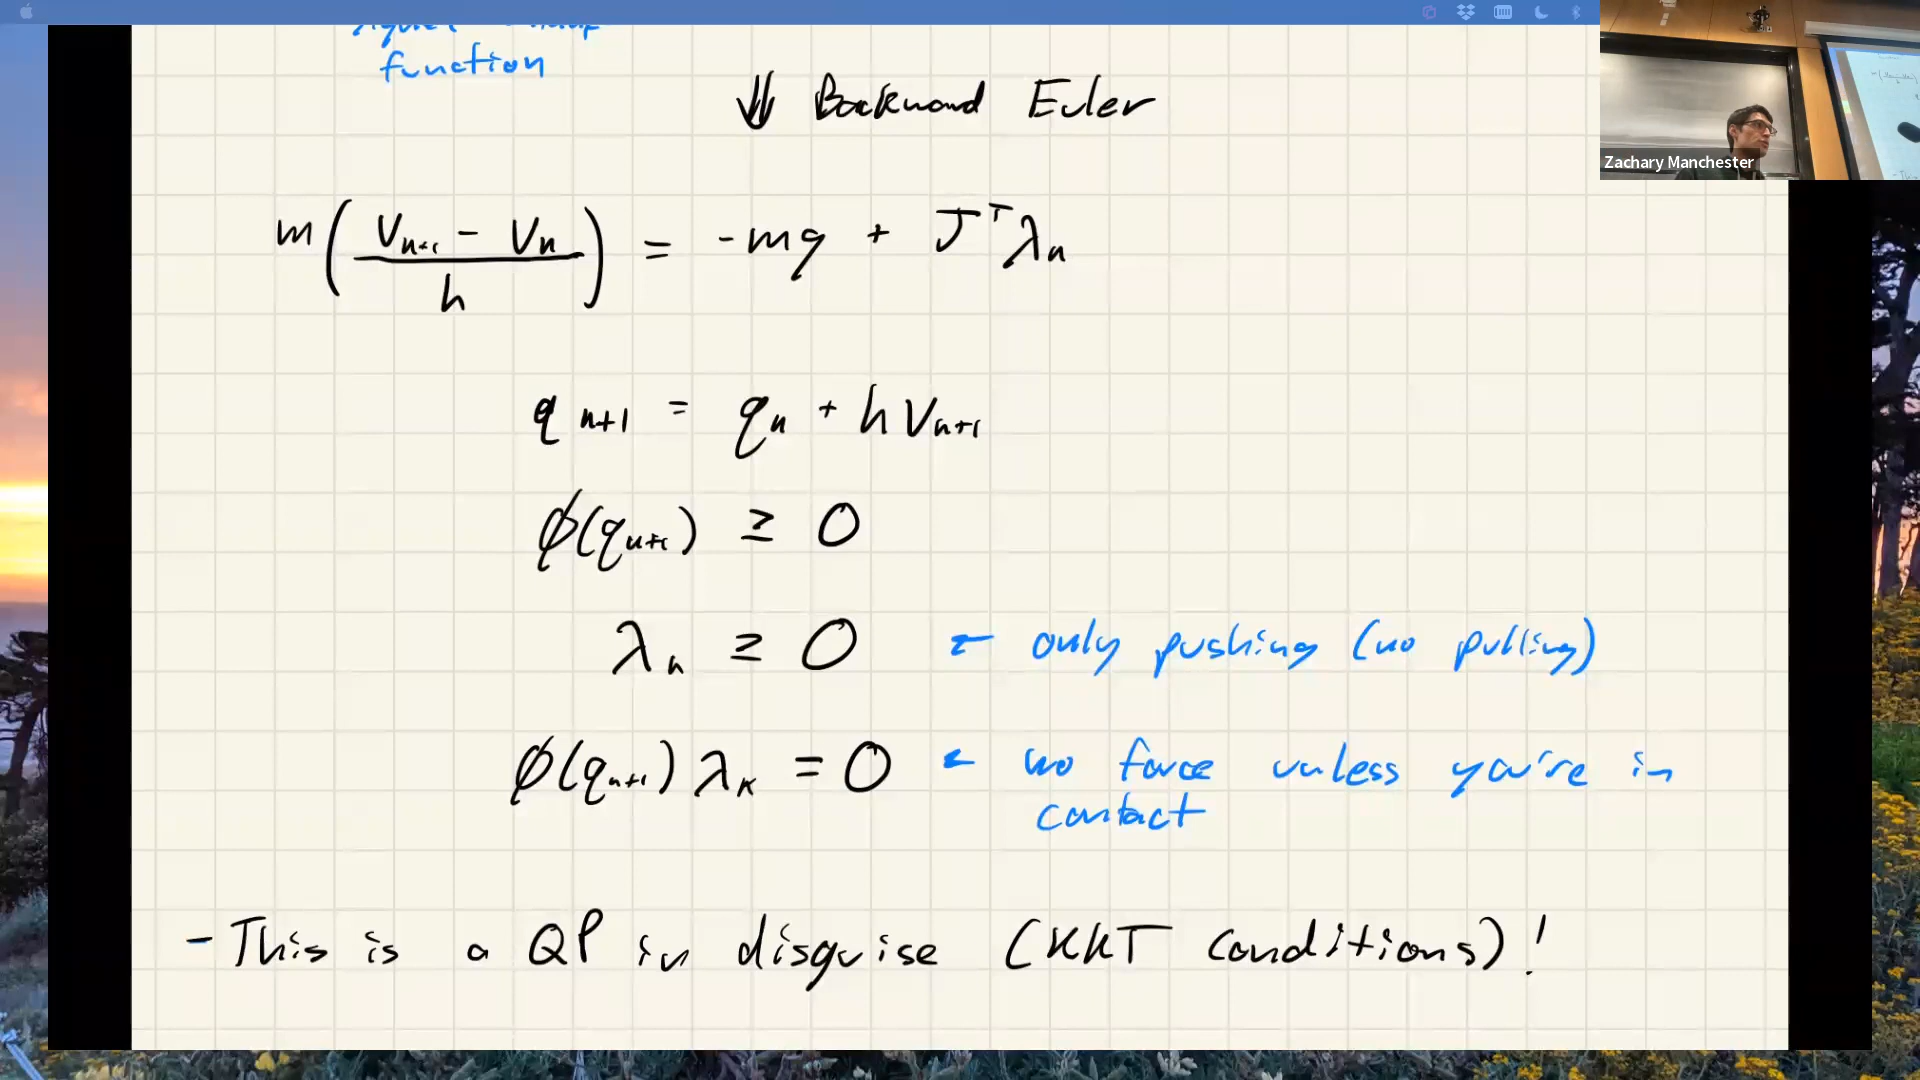 function
⇓ Backward Euler
Zachary Manchester
m( (v_{n+1} - v_n) / h ) = -mg + J^T λ_n
q_{n+1} = q_n + h v_{n+1}
ϕ(q_{n+1}) ≥ 0
λ_n ≥ 0 ← only pushing (no pulling)
ϕ(q_{n+1}) λ_k = 0 ← no force unless you're in
contact
- This is a QP in disguise (KKT conditions)!